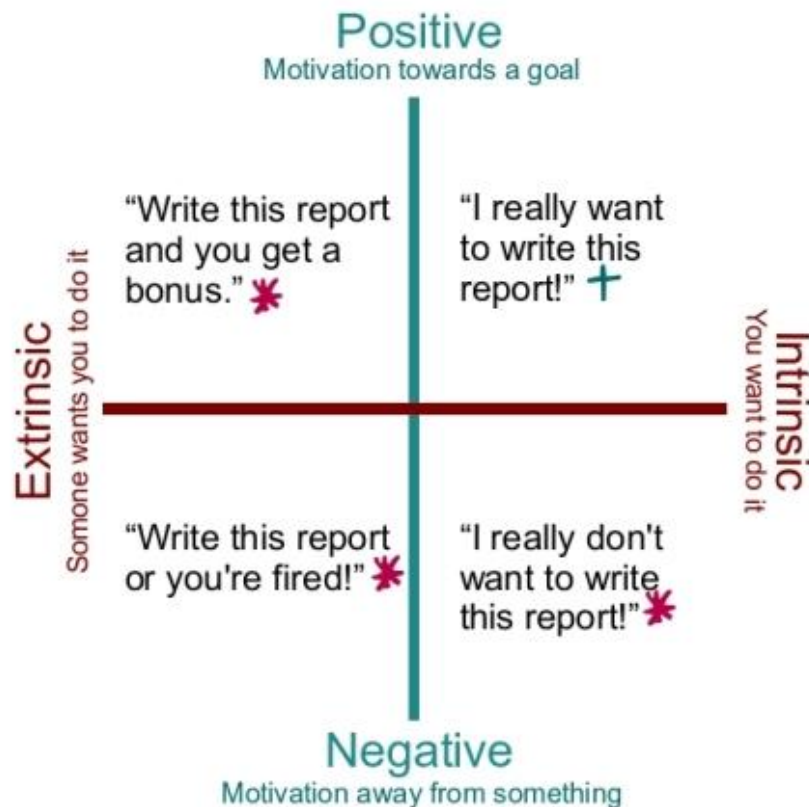 Positive
Motivation towards a goal
“Write this report
and you get a
bonus.”
“I really want
to write this
report!”
Extrinsic
Somone wants you to do it
Intrinsic
You want to do it
“Write this report
or you're fired!”
“I really don't
want to write
this report!”
Negative
Motivation away from something